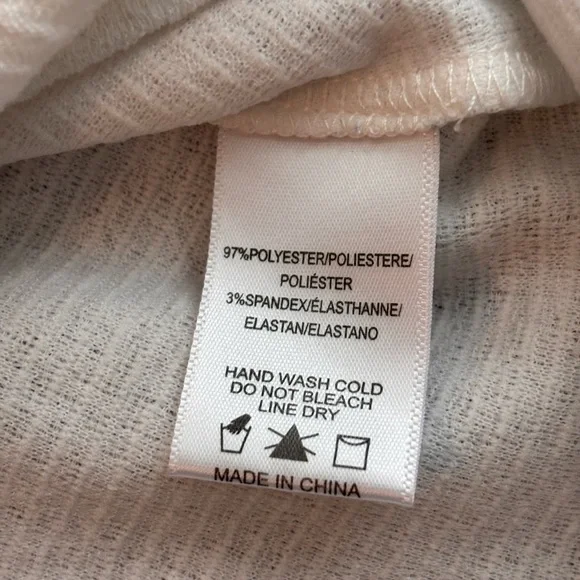 97%POLYESTER/POLIESTERE/
POLIÉSTER
3%SPANDEX/ÉLASTHANNE/
ELASTAN/ELASTANO
HAND WASH COLD
DO NOT BLEACH
LINE DRY
MADE IN CHINA